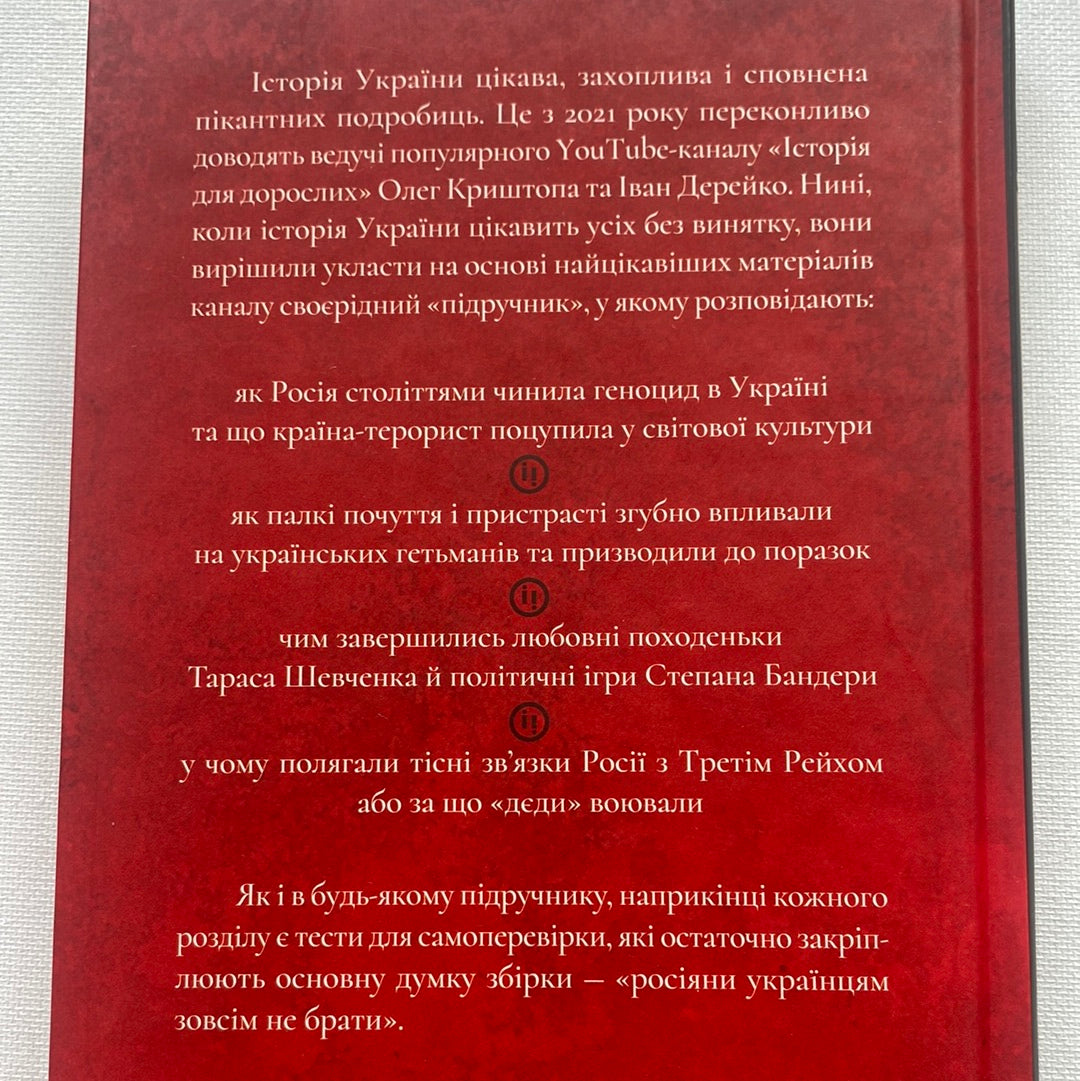 Історія України цікава, захоплива і сповнена
пікантних подробиць. Це з 2021 року переконливо
доводять ведучі популярного YouTube-каналу «Історія
для дорослих» Олег Криштопа та Іван Дерейко. Нині,
коли історія України цікавить усіх без винятку, вони
вирішили укласти на основі найцікавіших матеріалів
каналу своєрідний «підручник», у якому розповідають:
як Росія століттями чинила геноцид в Україні
та що країна-терорист поцупила у світової культури
як палкі почуття і пристрасті згубно впливали
на українських гетьманів та призводили до поразок
чим завершились любовні походеньки
Тараса Шевченка й політичні ігри Степана Бандери
у чому полягали тісні зв’язки Росії з Третім Рейхом
або за що «дєди» воювали
Як і в будь-якому підручнику, наприкінці кожного
розділу є тести для самоперевірки, які остаточно закріп-
люють основну думку збірки — «росіяни українцям
зовсім не брати».